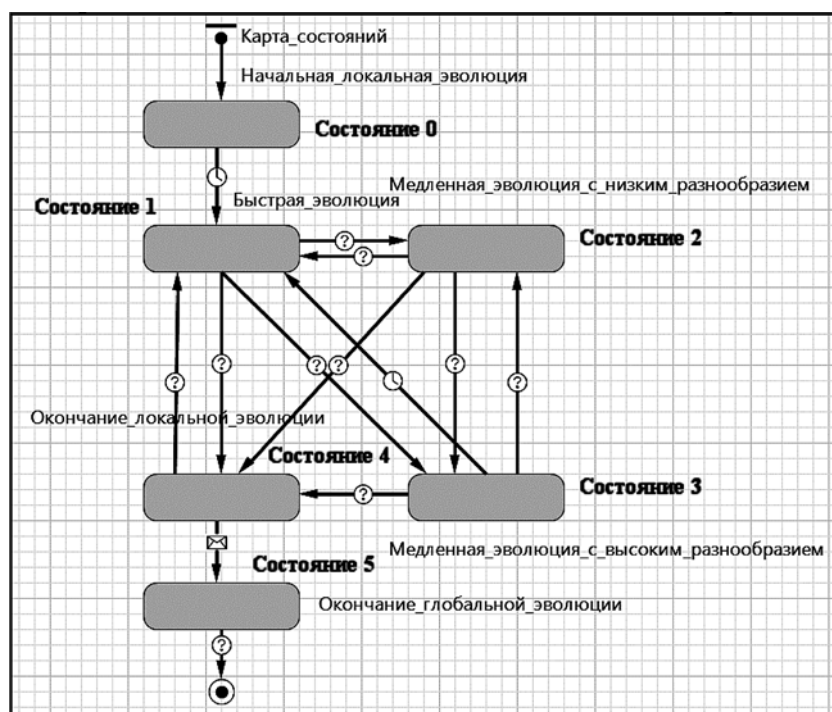 Карта_состояний
Начальная_локальная_эволюция
Состояние 0
Медленная_эволюция_с_низким_разнообразием
Состояние 1
Быстрая_эволюция
Состояние 2
?
?
?
?
?
?
?
?
Окончание_локальной_эволюции
Состояние 4
Состояние 3
?
Медленная_эволюция_с_высоким_разнообразием
Состояние 5
Окончание_глобальной_эволюции
?